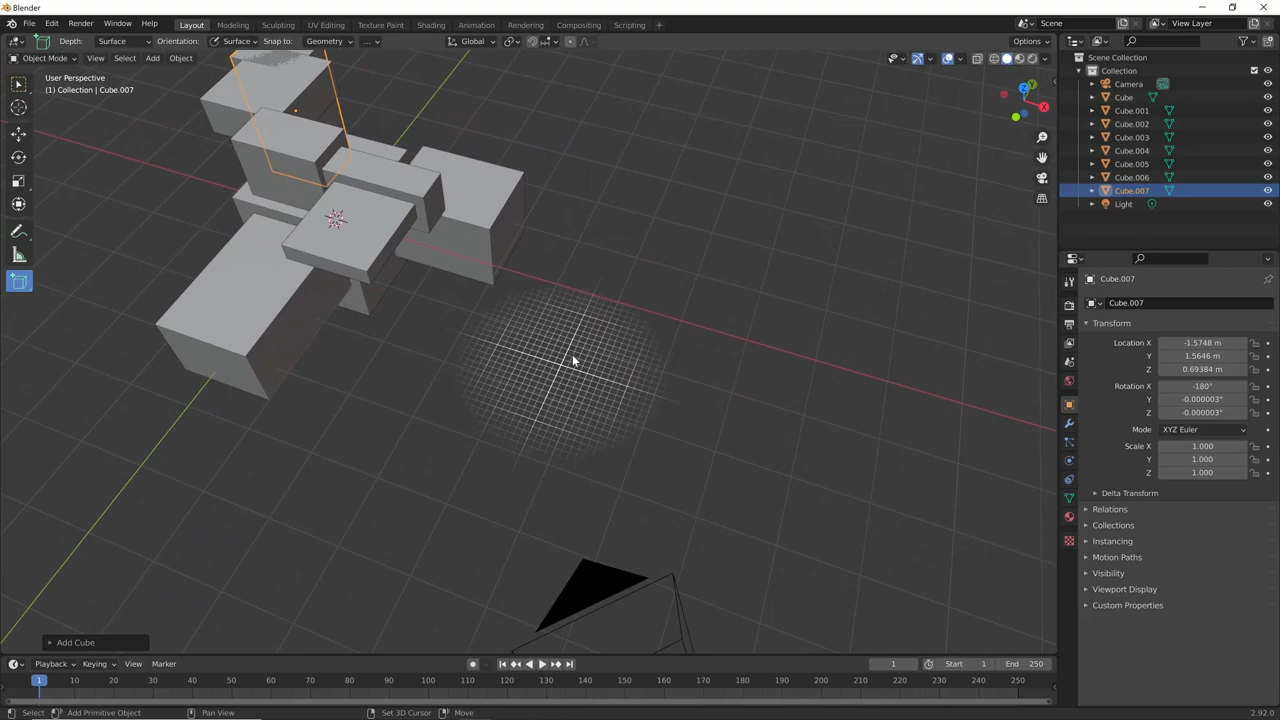 Blender
File Edit Render Window Help Layout Modeling Sculpting UV Editing Texture Paint Shading Animation Rendering Compositing Scripting + Scene View Layer
Depth: Surface Orientation: Surface Snap to: Geometry ... Global Options
Object Mode View Select Add Object
User Perspective
(1) Collection | Cube.007
Scene Collection
Collection
Camera
Cube
Cube.001
Cube.002
Cube.003
Cube.004
Cube.005
Cube.006
Cube.007
Light
Z
Y
X
Cube.007
Cube.007
Transform
Location X -1.5748 m
Y 1.5646 m
Z 0.69384 m
Rotation X -180°
Y -0.000003°
Z -0.000003°
Mode XYZ Euler
Scale X 1.000
Y 1.000
Z 1.000
Delta Transform
Relations
Collections
Instancing
Motion Paths
Visibility
Viewport Display
Custom Properties
Add Cube
Playback Keying View Marker 1 Start 1 End 250
1 10 20 30 40 50 60 70 80 90 100 110 120 130 140 150 160 170 180 190 200 210 220 230 240 250
Select Add Primitive Object Pan View Set 3D Cursor Move 2.92.0